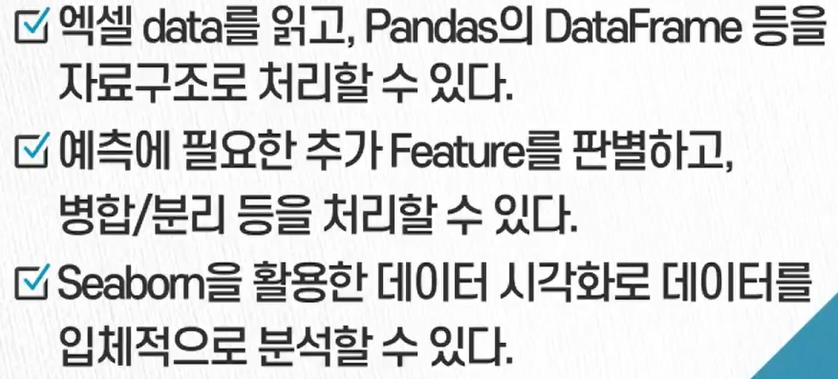 엑셀 data를 읽고, Pandas의 DataFrame 등을
자료구조로 처리할 수 있다.
예측에 필요한 추가 Feature를 판별하고,
병합/분리 등을 처리할 수 있다.
Seaborn을 활용한 데이터 시각화로 데이터를
입체적으로 분석할 수 있다.